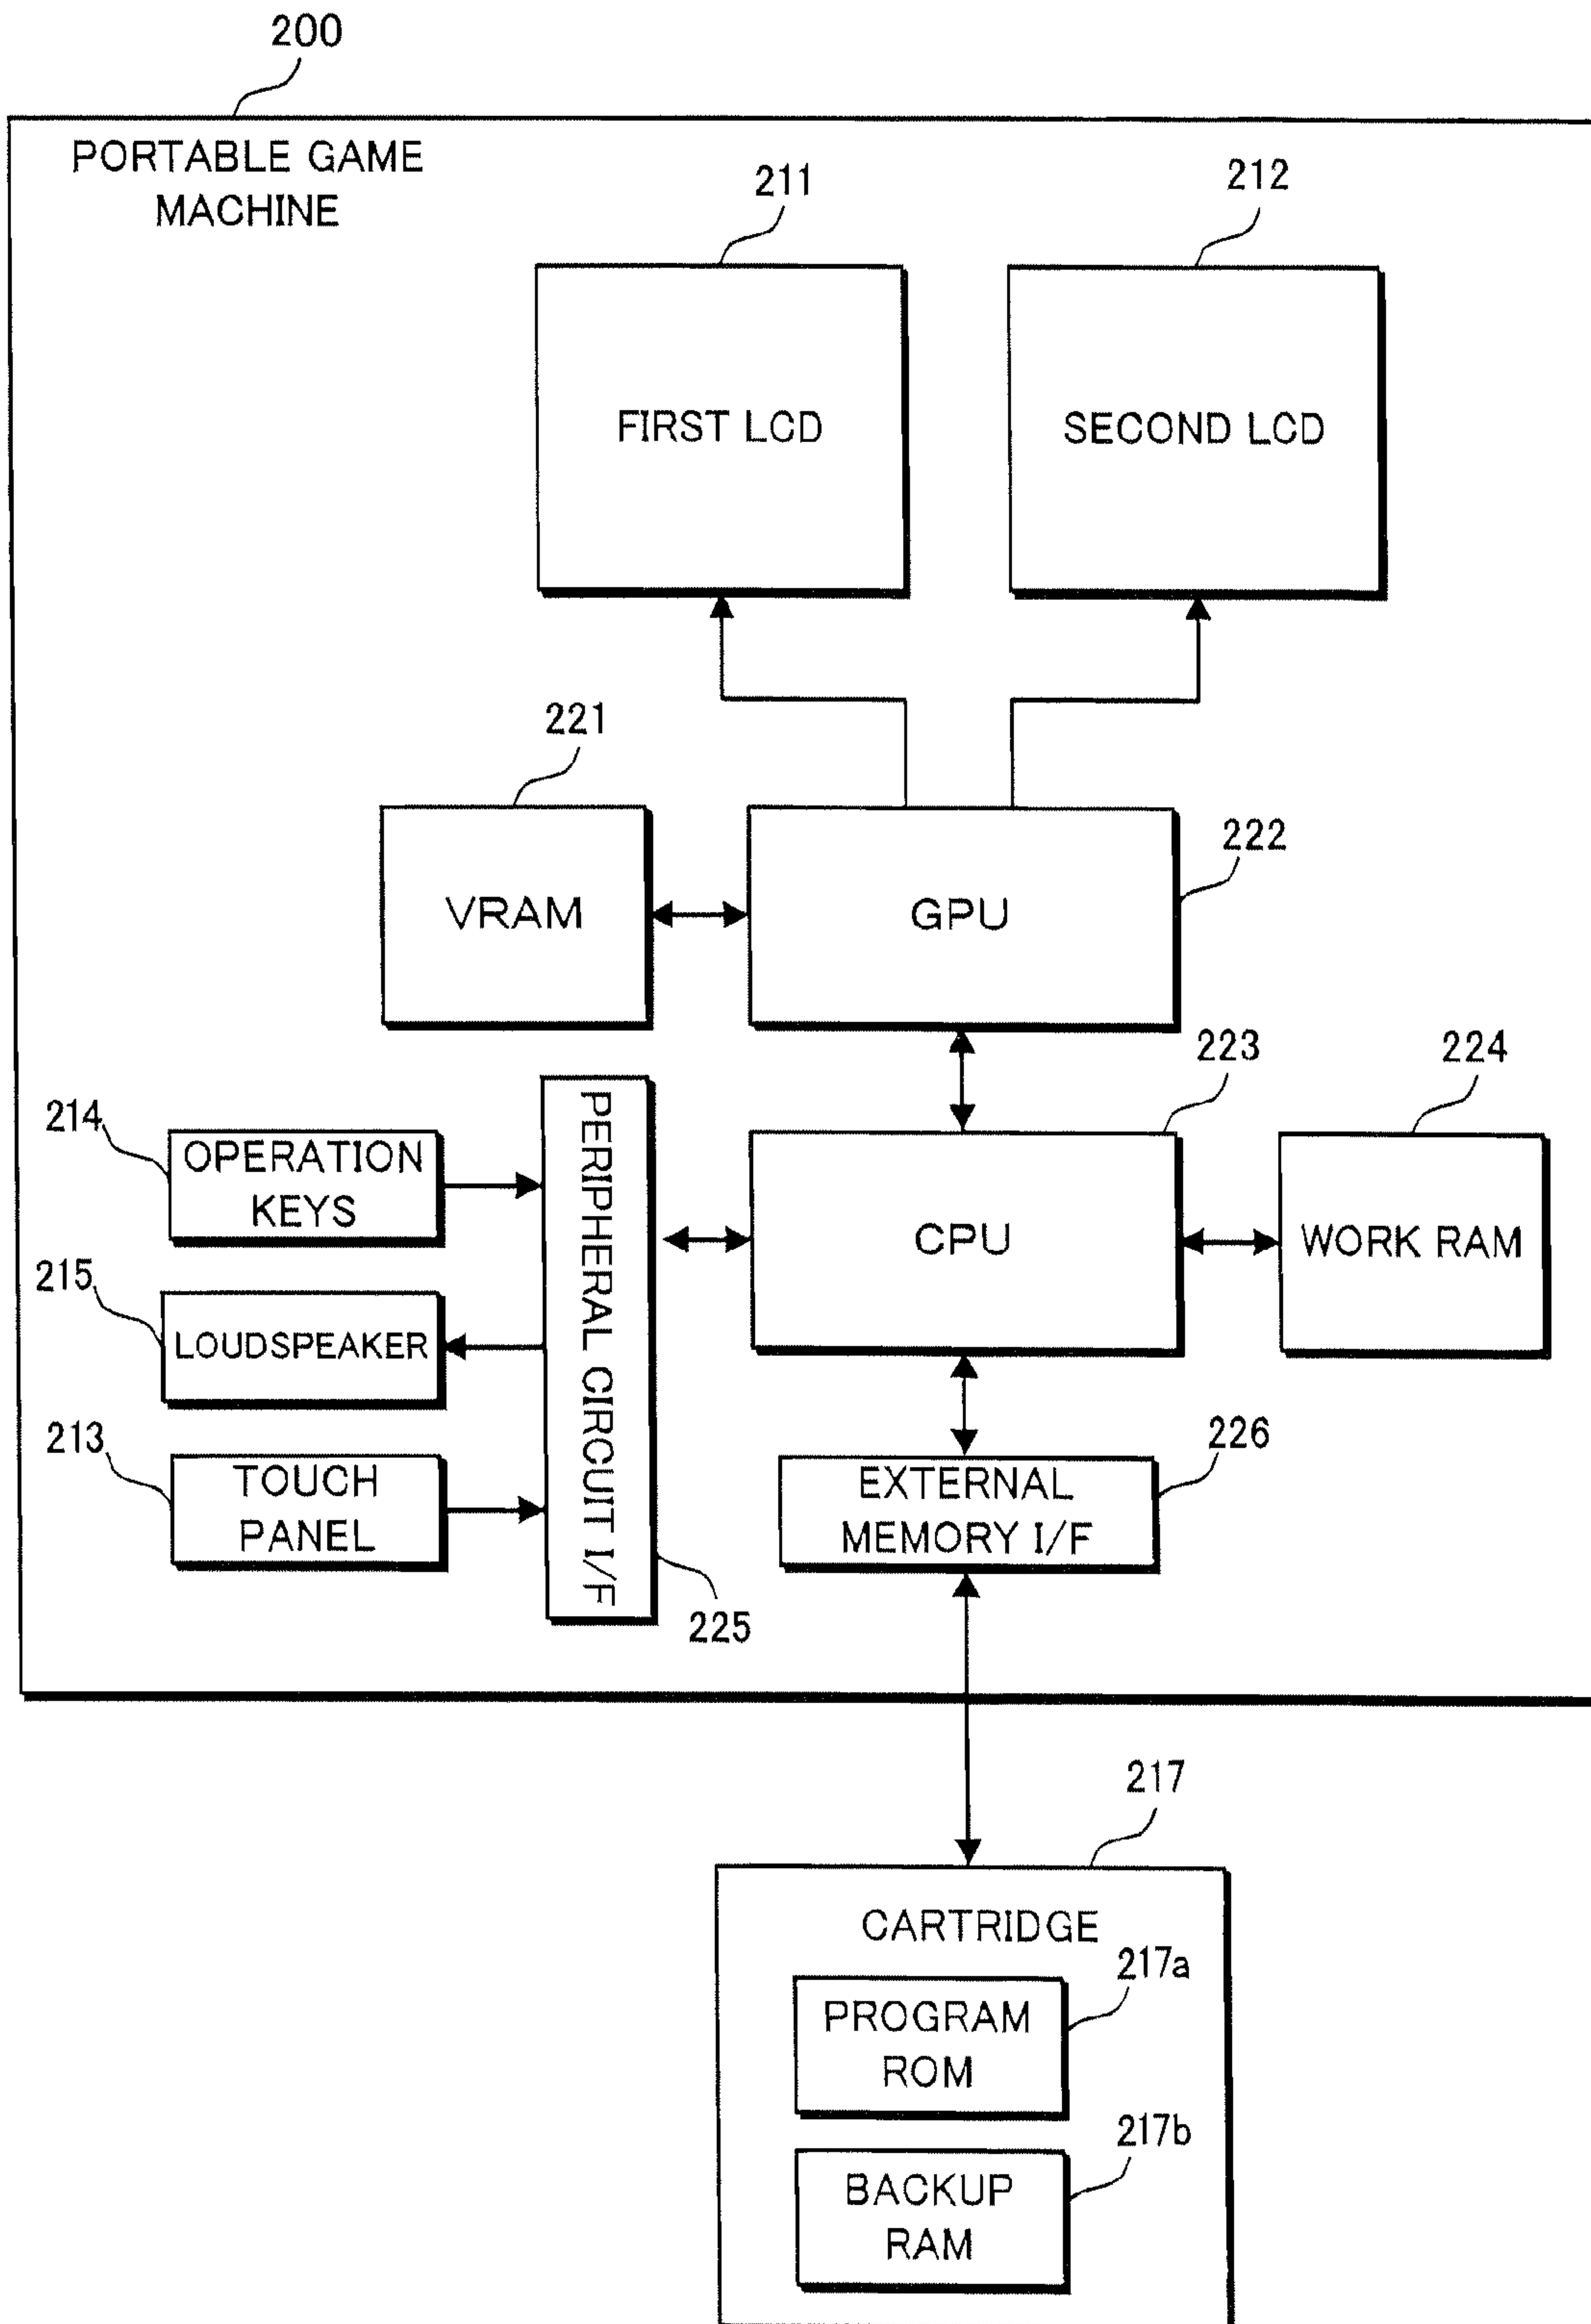 200
PORTABLE GAME
MACHINE
211
212
FIRST LCD
SECOND LCD
221
222
VRAM
GPU
223
224
214
OPERATION
KEYS
PERIPHERAL CIRCUIT I/F
CPU
WORK RAM
215
LOUDSPEAKER
213
TOUCH
PANEL
226
EXTERNAL
MEMORY I/F
225
217
CARTRIDGE
217a
PROGRAM
ROM
217b
BACKUP
RAM